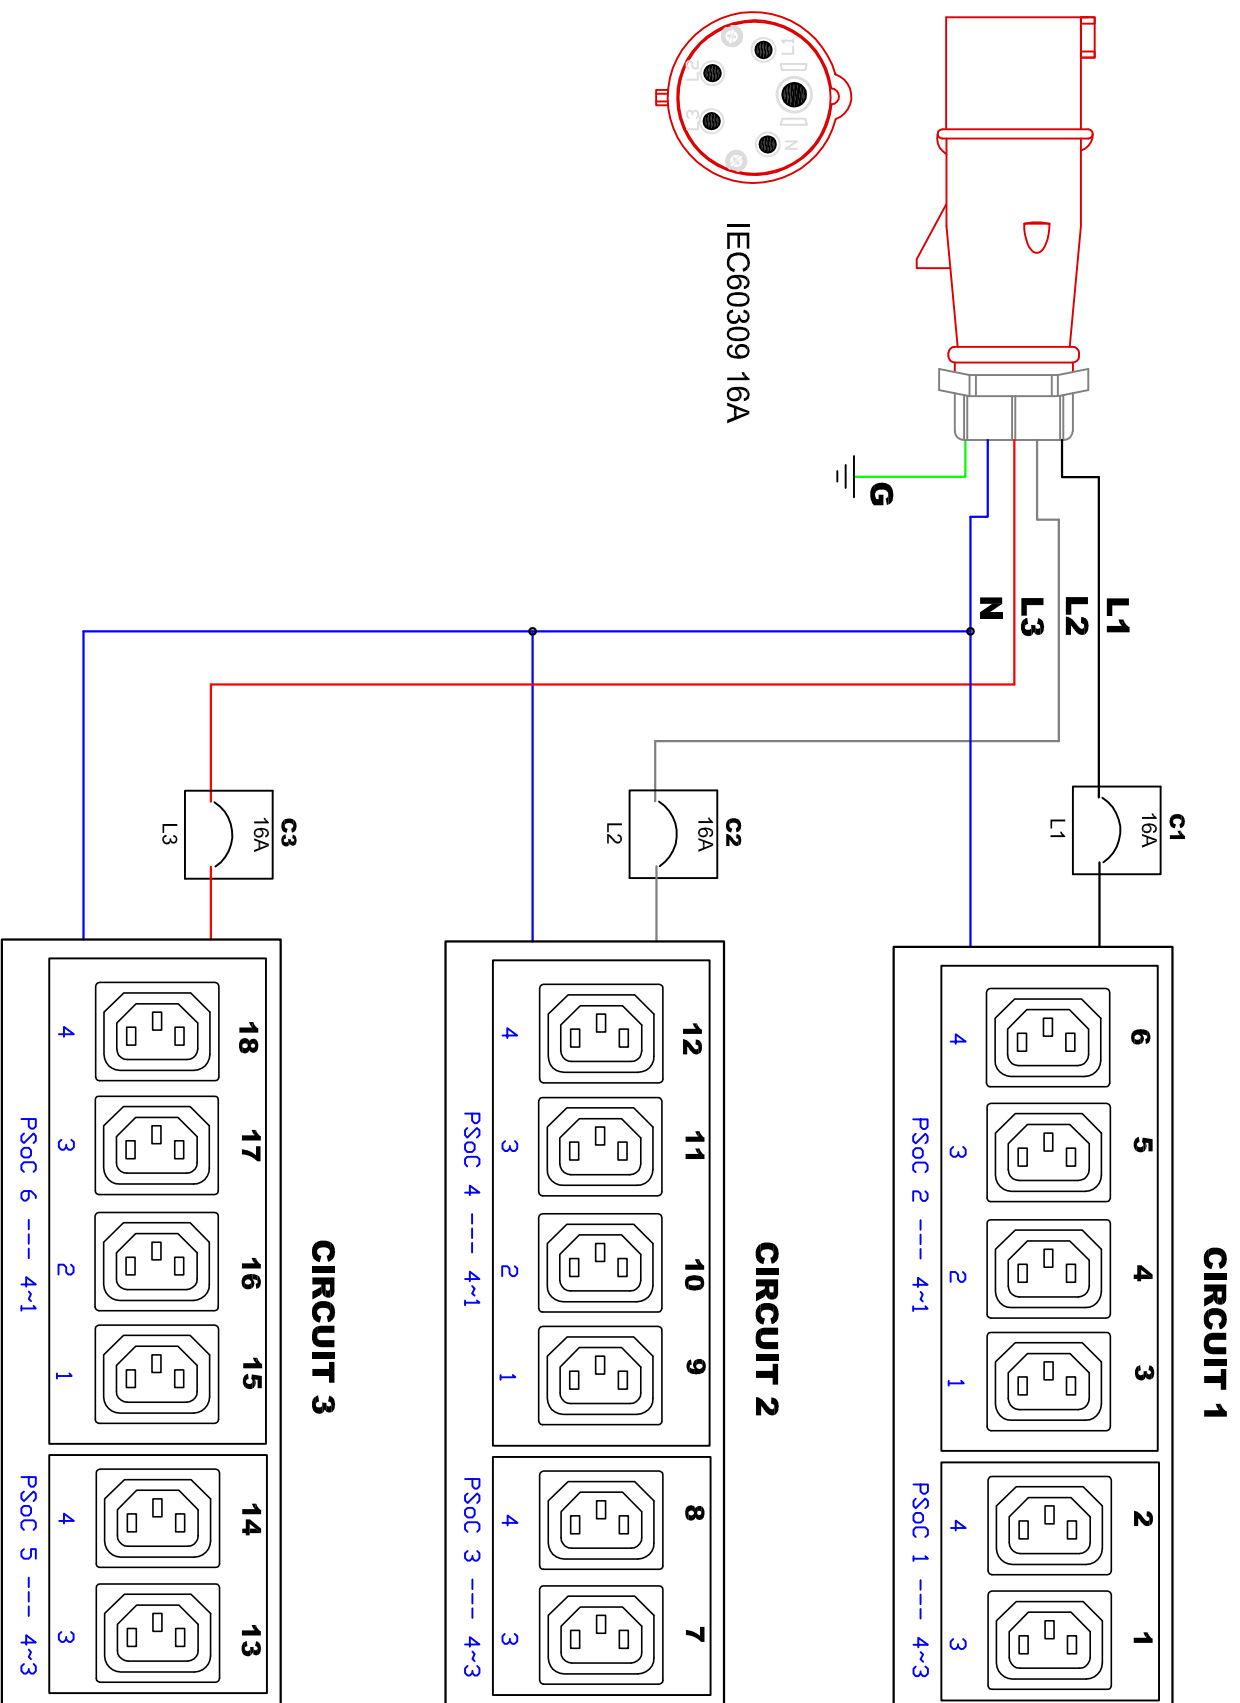 L1
L2
L3
N
IEC60309 16A
G
L1
L2
L3
N
C1
16A
L1
C2
16A
L2
C3
16A
L3
CIRCUIT 1
6
5
4
3
2
1
4
3
2
1
4
3
PSoC 2 --- 4~1
PSoC 1 --- 4~3
CIRCUIT 2
12
11
10
9
8
7
4
3
2
1
4
3
PSoC 4 --- 4~1
PSoC 3 --- 4~3
CIRCUIT 3
18
17
16
15
14
13
4
3
2
1
4
3
PSoC 6 --- 4~1
PSoC 5 --- 4~3